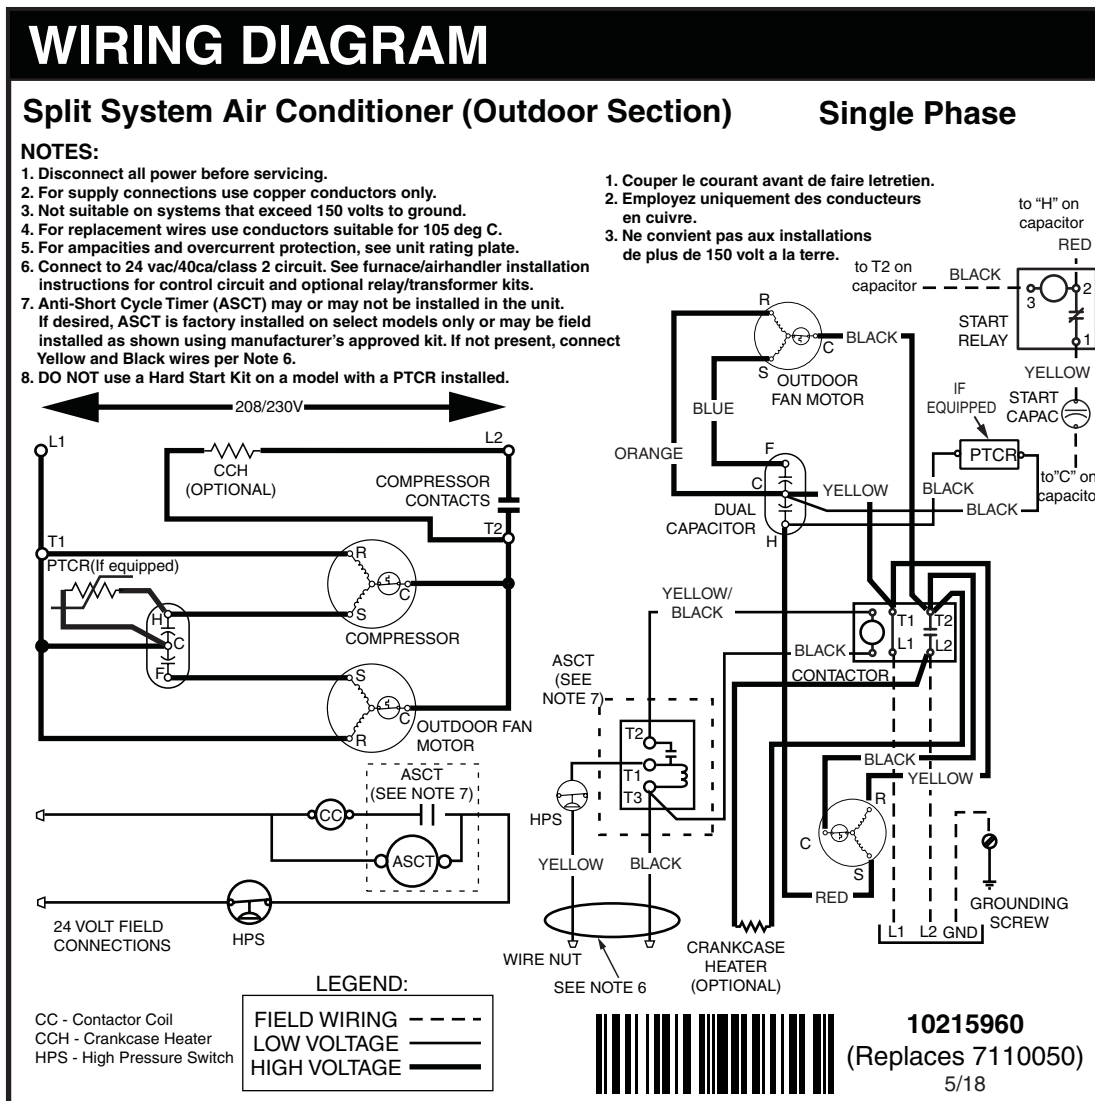 WIRING DIAGRAM
Split System Air Conditioner (Outdoor Section)
Single Phase
NOTES:
1. Disconnect all power before servicing.
2. For supply connections use copper conductors only.
3. Not suitable on systems that exceed 150 volts to ground.
4. For replacement wires use conductors suitable for 105 deg C.
5. For ampacities and overcurrent protection, see unit rating plate.
6. Connect to 24 vac/40ca/class 2 circuit. See furnace/airhandler installation
instructions for control circuit and optional relay/transformer kits.
7. Anti-Short Cycle Timer (ASCT) may or may not be installed in the unit.
If desired, ASCT is factory installed on select models only or may be field
installed as shown using manufacturer's approved kit. If not present, connect
Yellow and Black wires per Note 6.
8. DO NOT use a Hard Start Kit on a model with a PTCR installed.
1. Couper le courant avant de faire letretien.
2. Employez uniquement des conducteurs
en cuivre.
3. Ne convient pas aux installations
de plus de 150 volt a la terre.
208/230V
L1
L2
CCH
(OPTIONAL)
COMPRESSOR
CONTACTS
T1
T2
PTCR(If equipped)
R
C
S
H
C
F
COMPRESSOR
S
C
R
OUTDOOR FAN
MOTOR
ASCT
(SEE NOTE 7)
CC
ASCT
24 VOLT FIELD
CONNECTIONS
HPS
to "H" on
capacitor
RED
to T2 on
capacitor
BLACK
3
2
1
START
RELAY
YELLOW
START
CAPAC
to"C" on
capacito
IF
EQUIPPED
PTCR
BLACK
BLACK
R
C
S
BLACK
OUTDOOR
FAN MOTOR
BLUE
ORANGE
F
C
H
YELLOW
DUAL
CAPACITOR
YELLOW/
BLACK
T1
T2
L1
L2
BLACK
CONTACTOR
ASCT
(SEE
NOTE 7)
T2
T1
T3
HPS
YELLOW
BLACK
BLACK
YELLOW
R
C
S
RED
GROUNDING
SCREW
L1
L2
GND
WIRE NUT
SEE NOTE 6
CRANKCASE
HEATER
(OPTIONAL)
CC - Contactor Coil
CCH - Crankcase Heater
HPS - High Pressure Switch
LEGEND:
FIELD WIRING
LOW VOLTAGE
HIGH VOLTAGE
10215960
(Replaces 7110050)
5/18